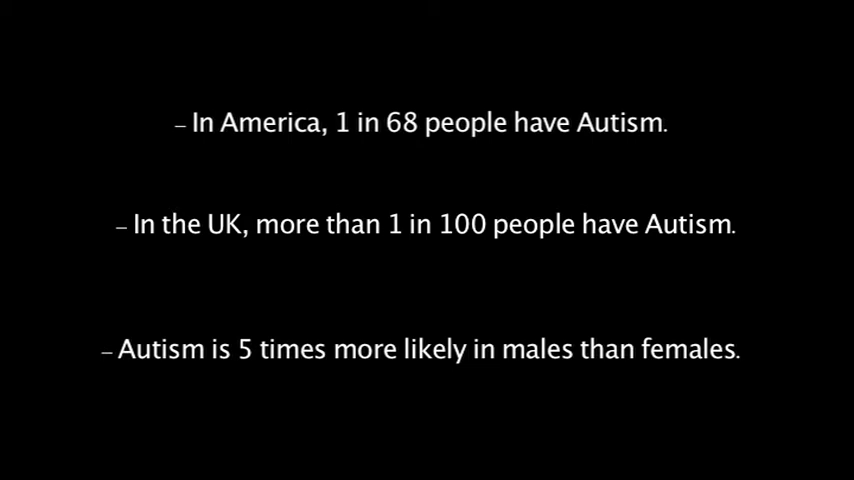 – In America, 1 in 68 people have Autism.
– In the UK, more than 1 in 100 people have Autism.
– Autism is 5 times more likely in males than females.